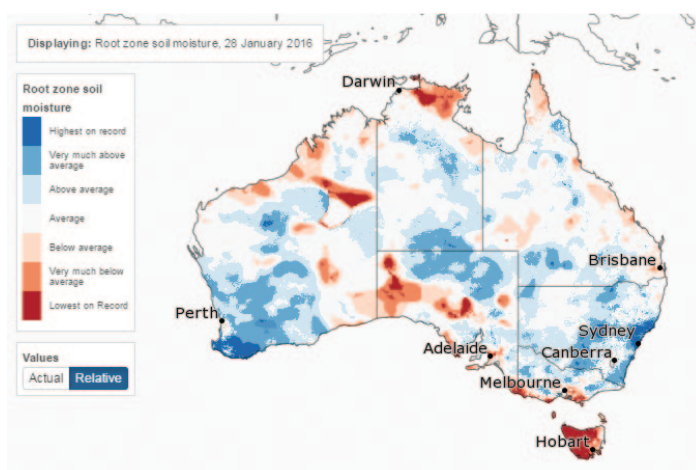 Displaying: Root zone soil moisture, 28 January 2016
Root zone soil
moisture
Highest on record
Very much above
average
Above average
Average
Below average
Very much below
average
Lowest on Record
Values
Actual Relative
Darwin
Brisbane
Perth
Sydney
Adelaide
Canberra
Melbourne
Hobart